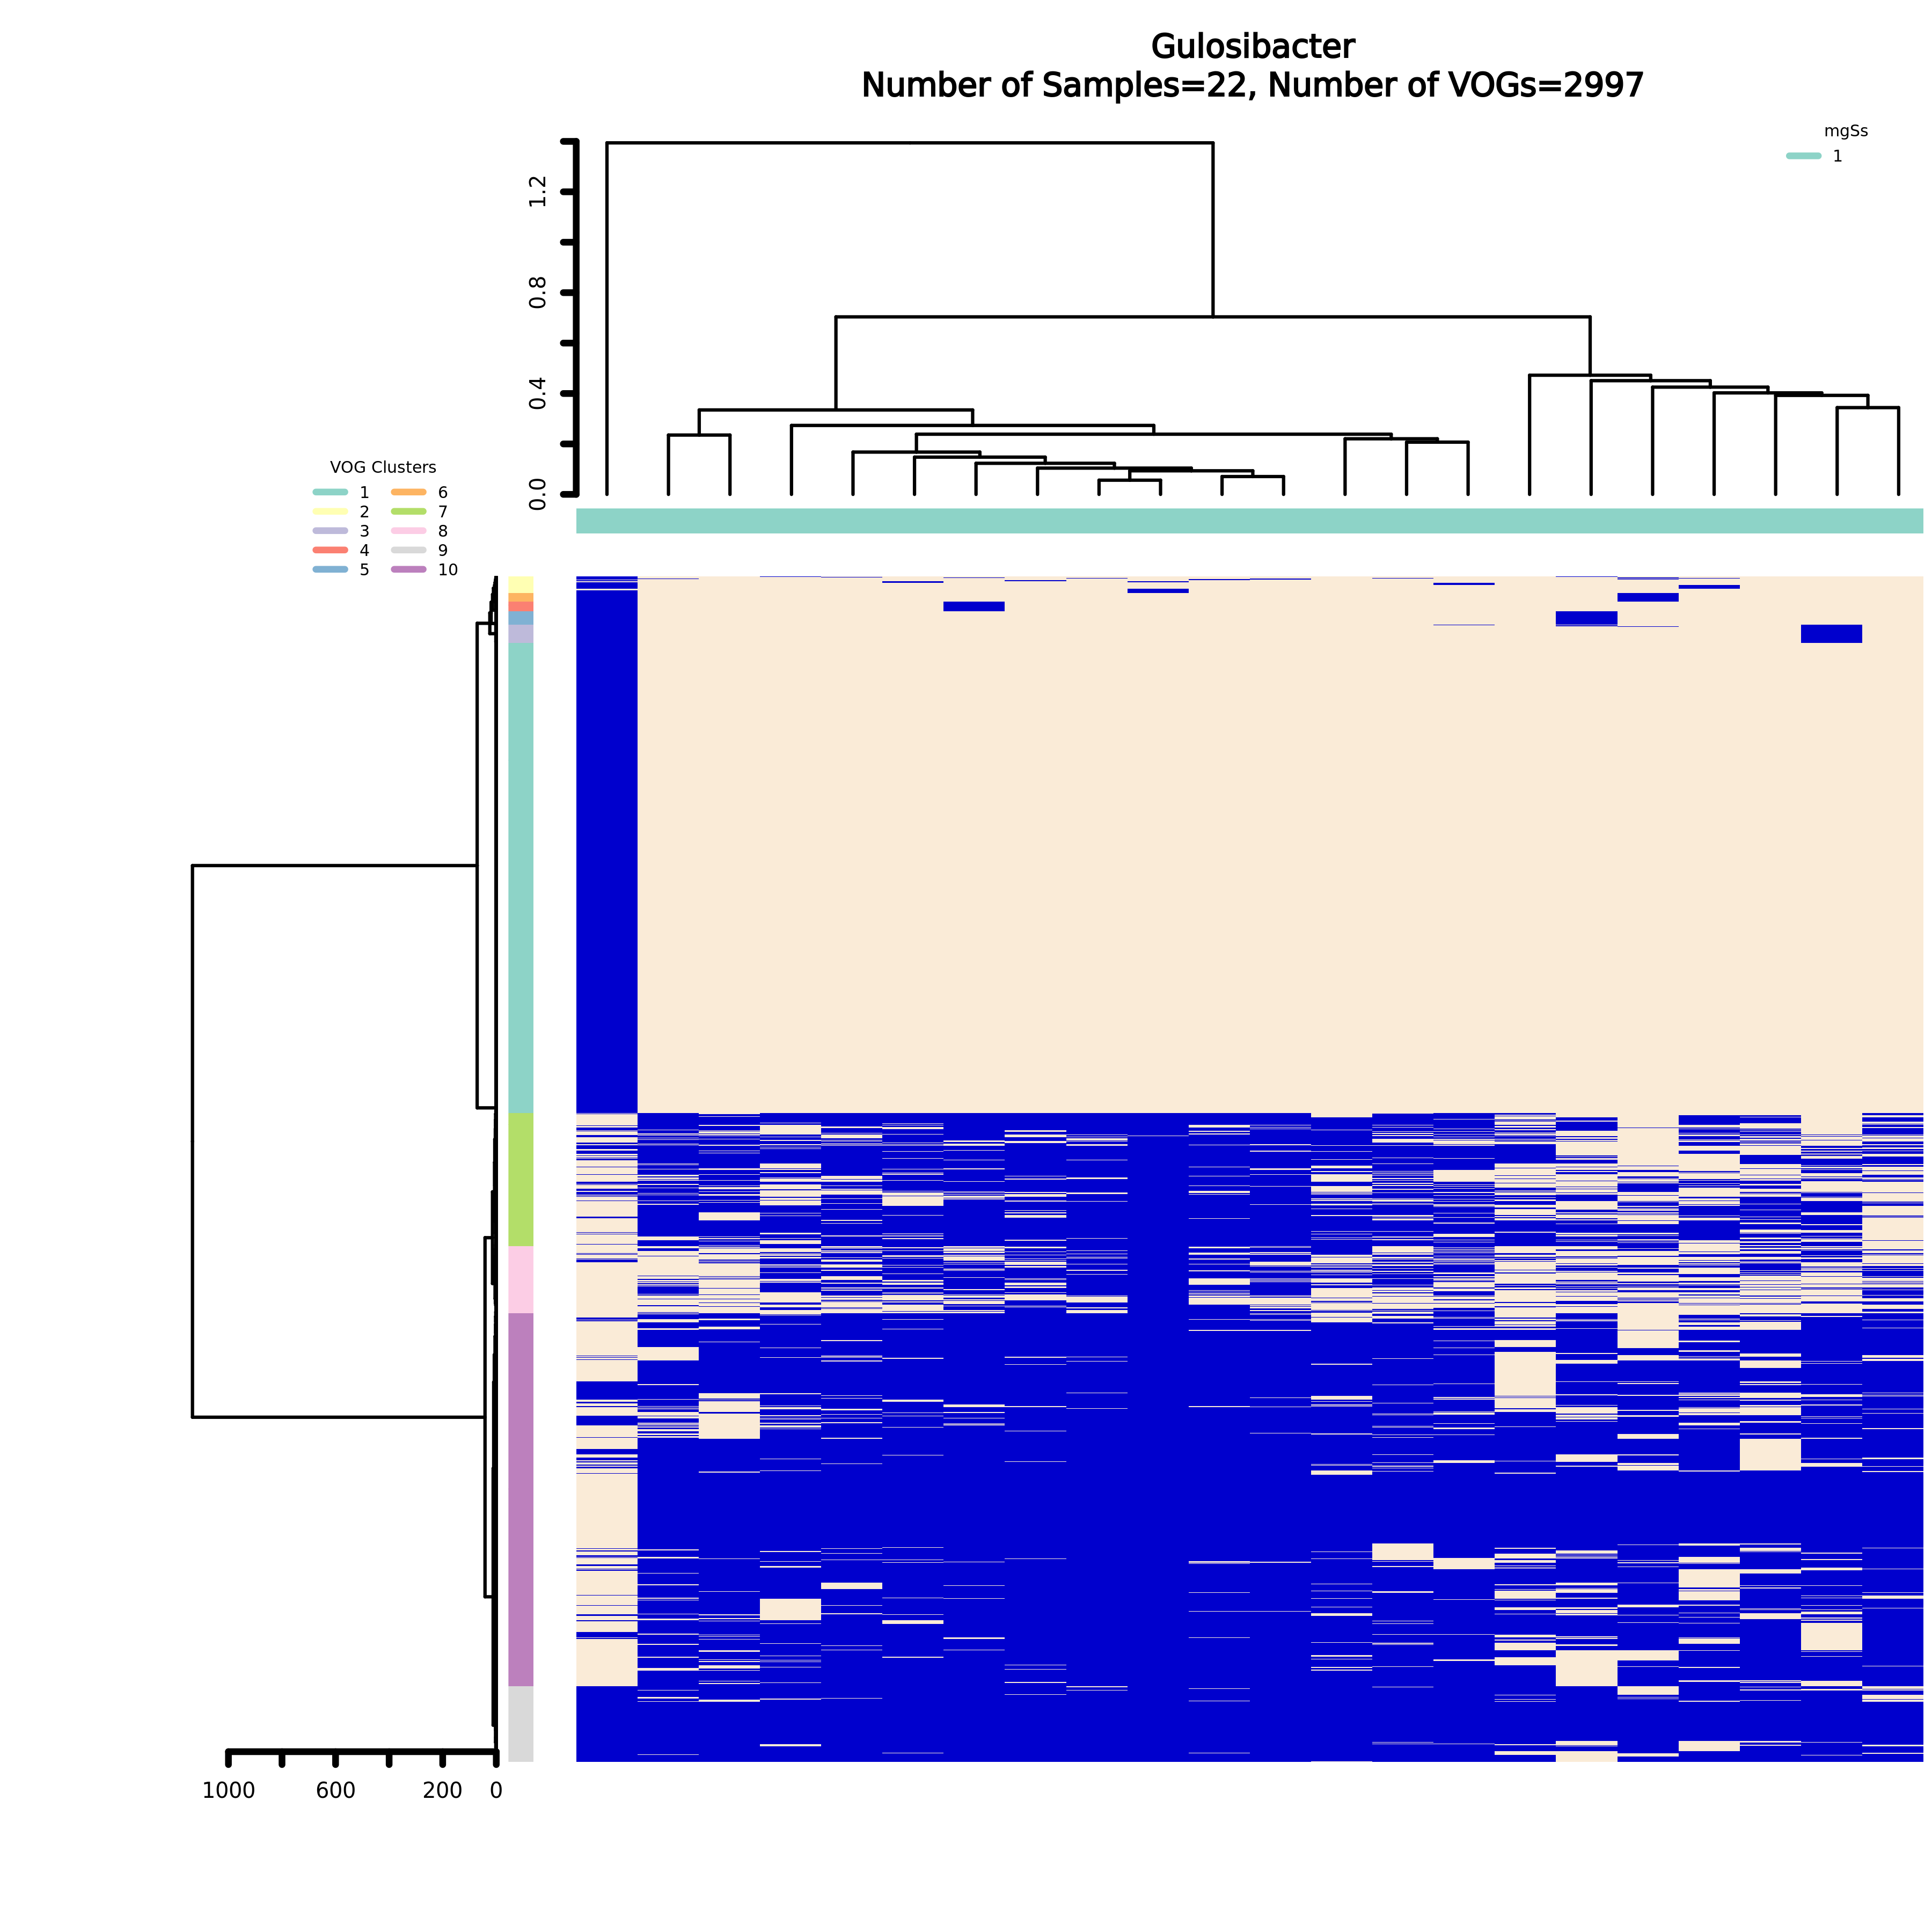 Gulosibacter
Number of Samples=22, Number of VOGs=2997
mgSs
1
1.2
0.8
0.4
0.0
VOG Clusters
1 6
2 7
3 8
4 9
5 10
1000 600 200 0